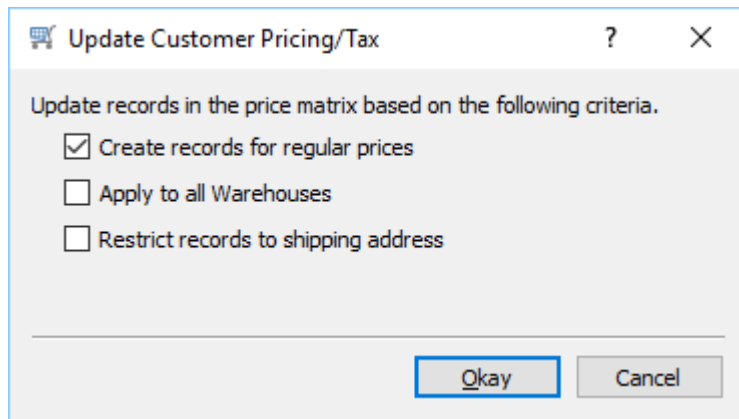 Update Customer Pricing/Tax ?
Update records in the price matrix based on the following criteria.
Create records for regular prices
Apply to all Warehouses
Restrict records to shipping address
Okay Cancel